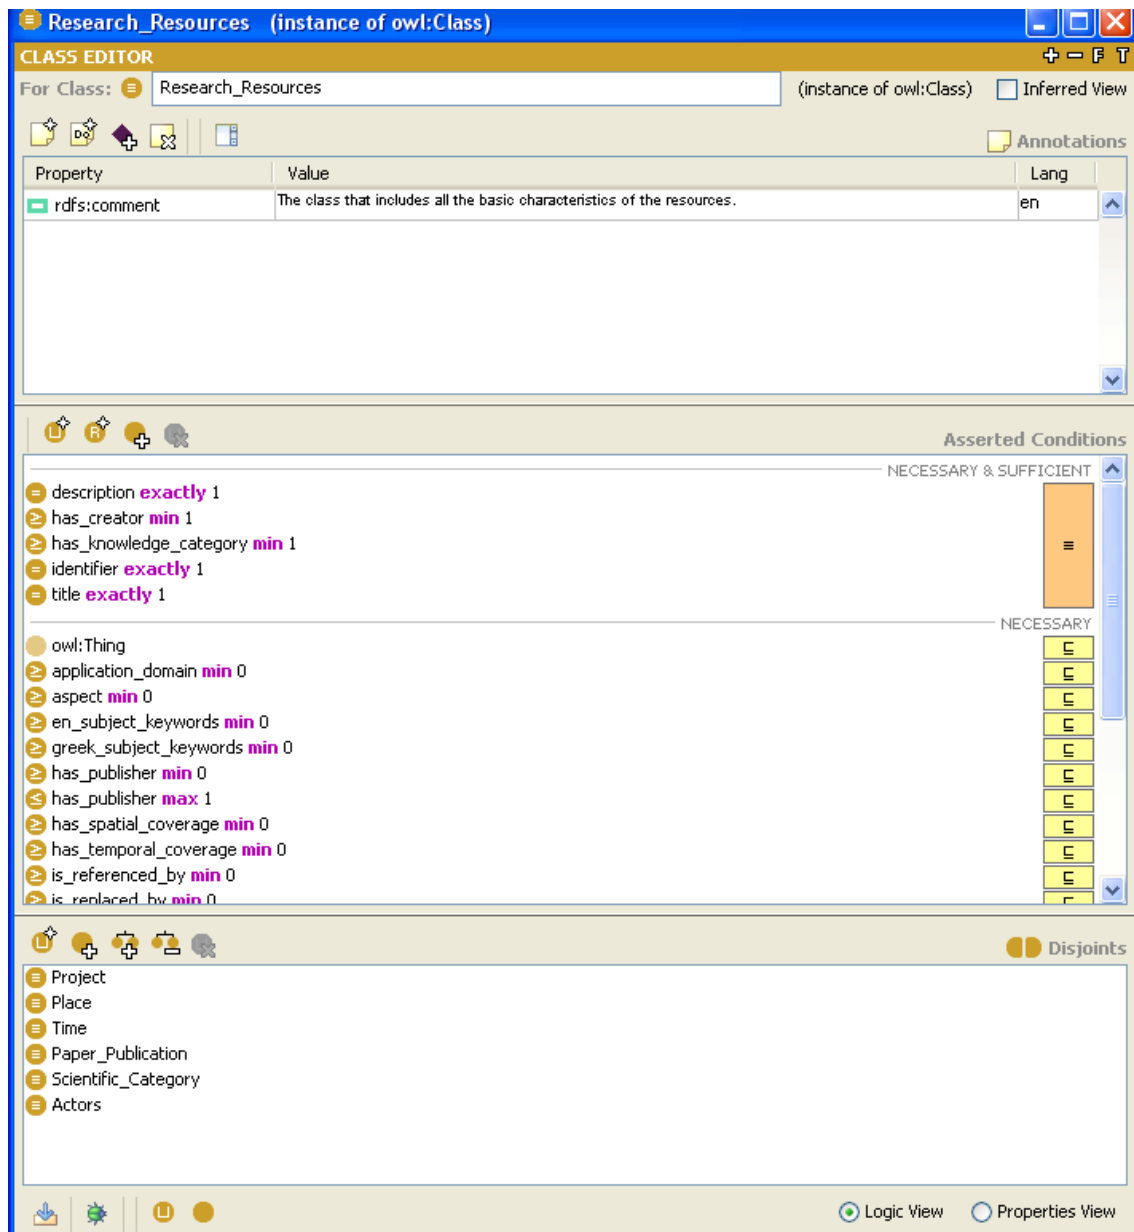 Research_Resources (instance of owl:Class)
CLASS EDITOR F T
For Class: Research_Resources (instance of owl:Class) Inferred View
Annotations
Property Value Lang
rdfs:comment The class that includes all the basic characteristics of the resources. en
Asserted Conditions
NECESSARY & SUFFICIENT
description exactly 1
has_creator min 1
has_knowledge_category min 1
≡
identifier exactly 1
title exactly 1
NECESSARY
owl:Thing ⊑
application_domain min 0 ⊑
aspect min 0 ⊑
en_subject_keywords min 0 ⊑
greek_subject_keywords min 0 ⊑
has_publisher min 0 ⊑
has_publisher max 1 ⊑
has_spatial_coverage min 0 ⊑
has_temporal_coverage min 0 ⊑
is_referenced_by min 0 ⊑
is_replaced_by min 0 ⊑
Disjoints
Project
Place
Time
Paper_Publication
Scientific_Category
Actors
Logic View Properties View